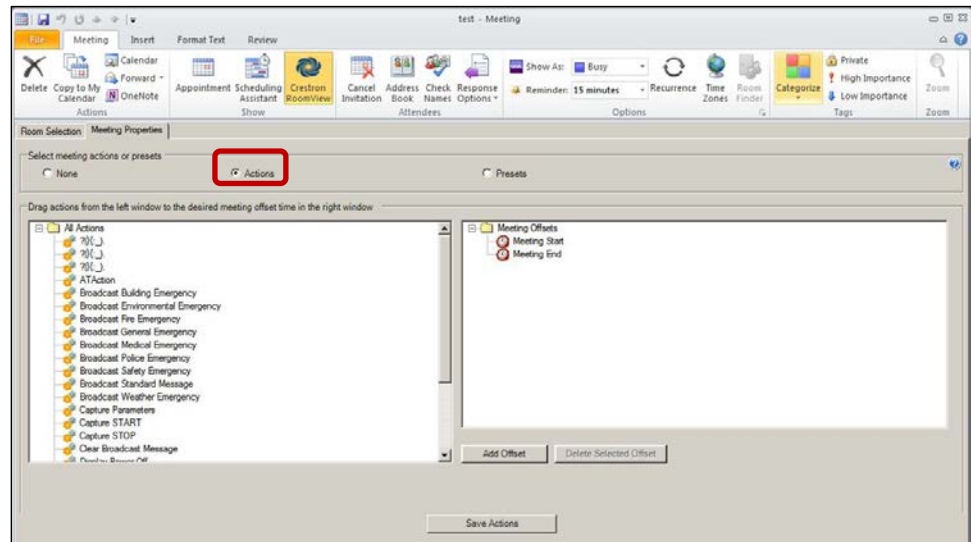 test - Meeting
File Meeting Insert Format Text Review
Delete
Copy to My Calendar
Calendar
Forward
OneNote
Actions
Appointment
Scheduling Assistant
Crestron RoomView
Show
Cancel Invitation
Address Book
Check Names
Response Options
Attendees
Show As: Busy
Reminder: 15 minutes
Recurrence
Time Zones
Room Finder
Options
Categorize
Private
High Importance
Low Importance
Tags
Zoom
Zoom
Room Selection Meeting Properties
Select meeting actions or presets
None Actions Presets
Drag actions from the left window to the desired meeting offset time in the right window
All Actions
ATAction
Broadcast Building Emergency
Broadcast Environmental Emergency
Broadcast Fire Emergency
Broadcast General Emergency
Broadcast Medical Emergency
Broadcast Police Emergency
Broadcast Safety Emergency
Broadcast Standard Message
Broadcast Weather Emergency
Capture Parameters
Capture START
Capture STOP
Clear Broadcast Message
Display Power Off
Meeting Offsets
Meeting Start
Meeting End
Add Offset Delete Selected Offset
Save Actions